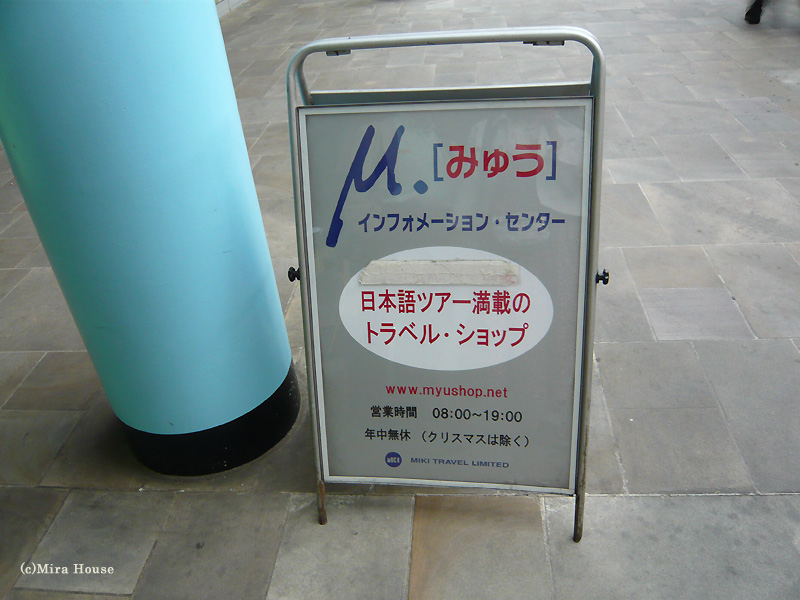 μ.[みゅう]
インフォメーション・センター
日本語ツアー満載の
トラベル・ショップ
www.myushop.net
営業時間 08:00～19:00
年中無休 (クリスマスは除く)
MIKI MIKI TRAVEL LIMITED
(c)Mira House